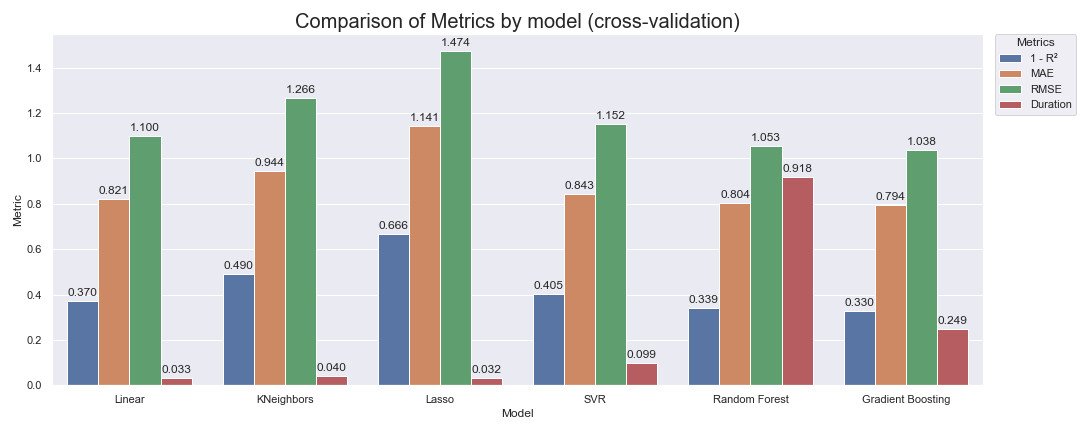 Comparison of Metrics by model (cross-validation)
Metrics
1 - R²
MAE
RMSE
Duration
Metric
1.4
1.2
1.0
0.8
0.6
0.4
0.2
0.0
0.370
0.821
1.100
0.033
0.490
0.944
1.266
0.040
0.666
1.141
1.474
0.032
0.405
0.843
1.152
0.099
0.339
0.804
1.053
0.918
0.330
0.794
1.038
0.249
Linear
KNeighbors
Lasso
SVR
Random Forest
Gradient Boosting
Model